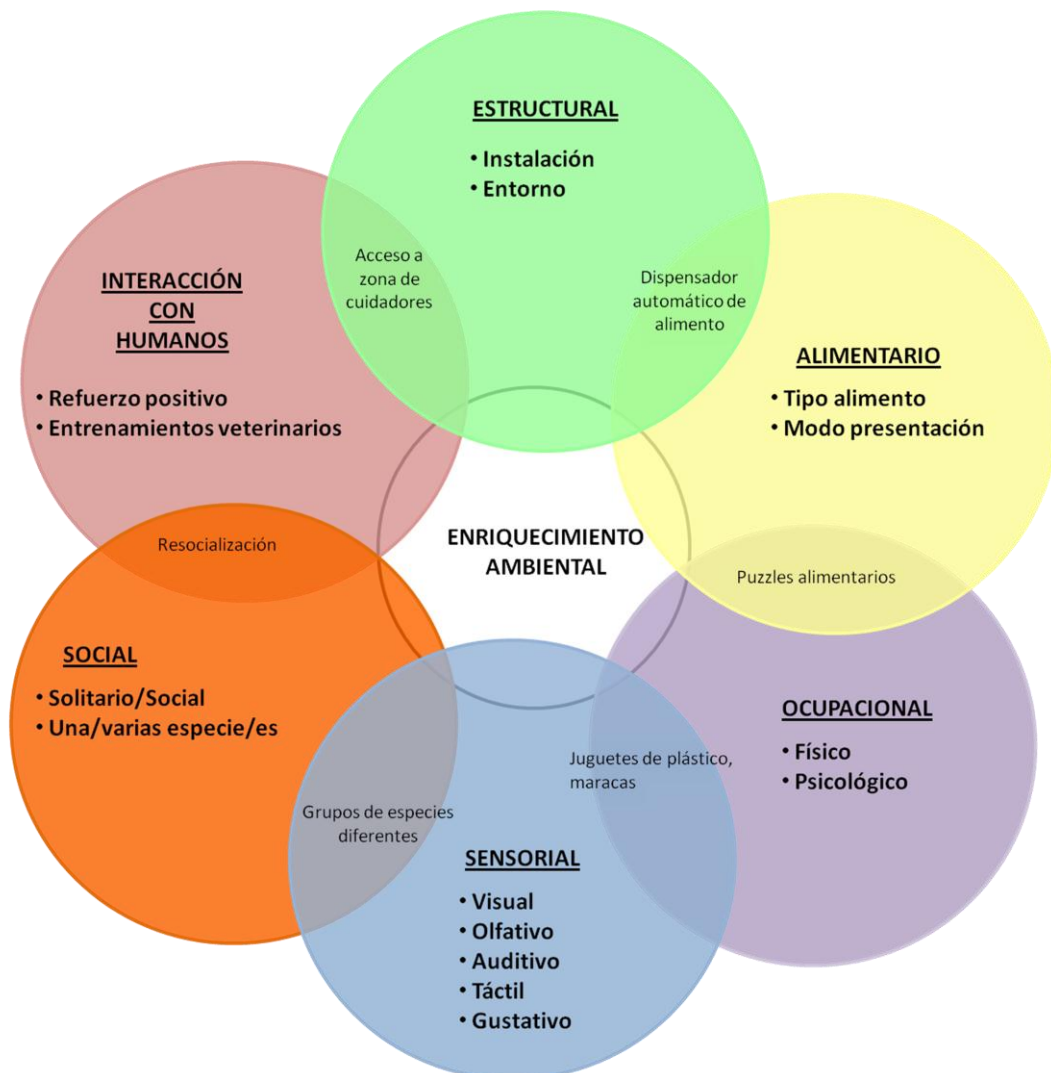 ESTRUCTURAL
• Instalación
• Entorno
Acceso a
zona de
cuidadores
Dispensador
automático de
alimento
INTERACCIÓN
CON
HUMANOS
• Refuerzo positivo
• Entrenamientos veterinarios
ALIMENTARIO
• Tipo alimento
• Modo presentación
ENRIQUECIMIENTO
AMBIENTAL
Resocialización
Puzzles alimentarios
SOCIAL
• Solitario/Social
• Una/varias especie/es
OCUPACIONAL
• Físico
• Psicológico
Juguetes de plástico,
maracas
Grupos de especies
diferentes
SENSORIAL
• Visual
• Olfativo
• Auditivo
• Táctil
• Gustativo